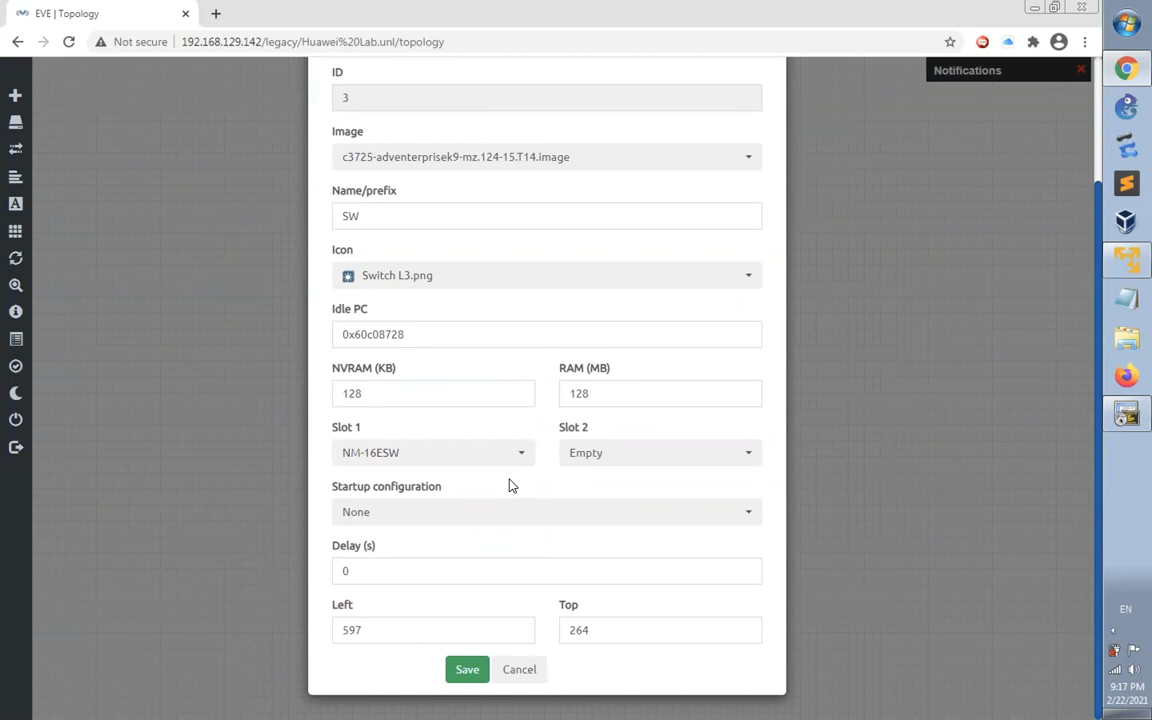 EVE | Topology
Not secure
192.168.129.142/legacy/Huawei%20Lab.unl/topology
Notifications
ID
3
Image
c3725-adventerprisek9-mz.124-15.T14.image
Name/prefix
SW
Icon
Switch L3.png
Idle PC
0x60c08728
NVRAM (KB) RAM (MB)
128 128
Slot 1 Slot 2
NM-16ESW Empty
Startup configuration
None
Delay (s)
0
Left Top
597 264
Save Cancel
EN
9:17 PM
2/22/2021